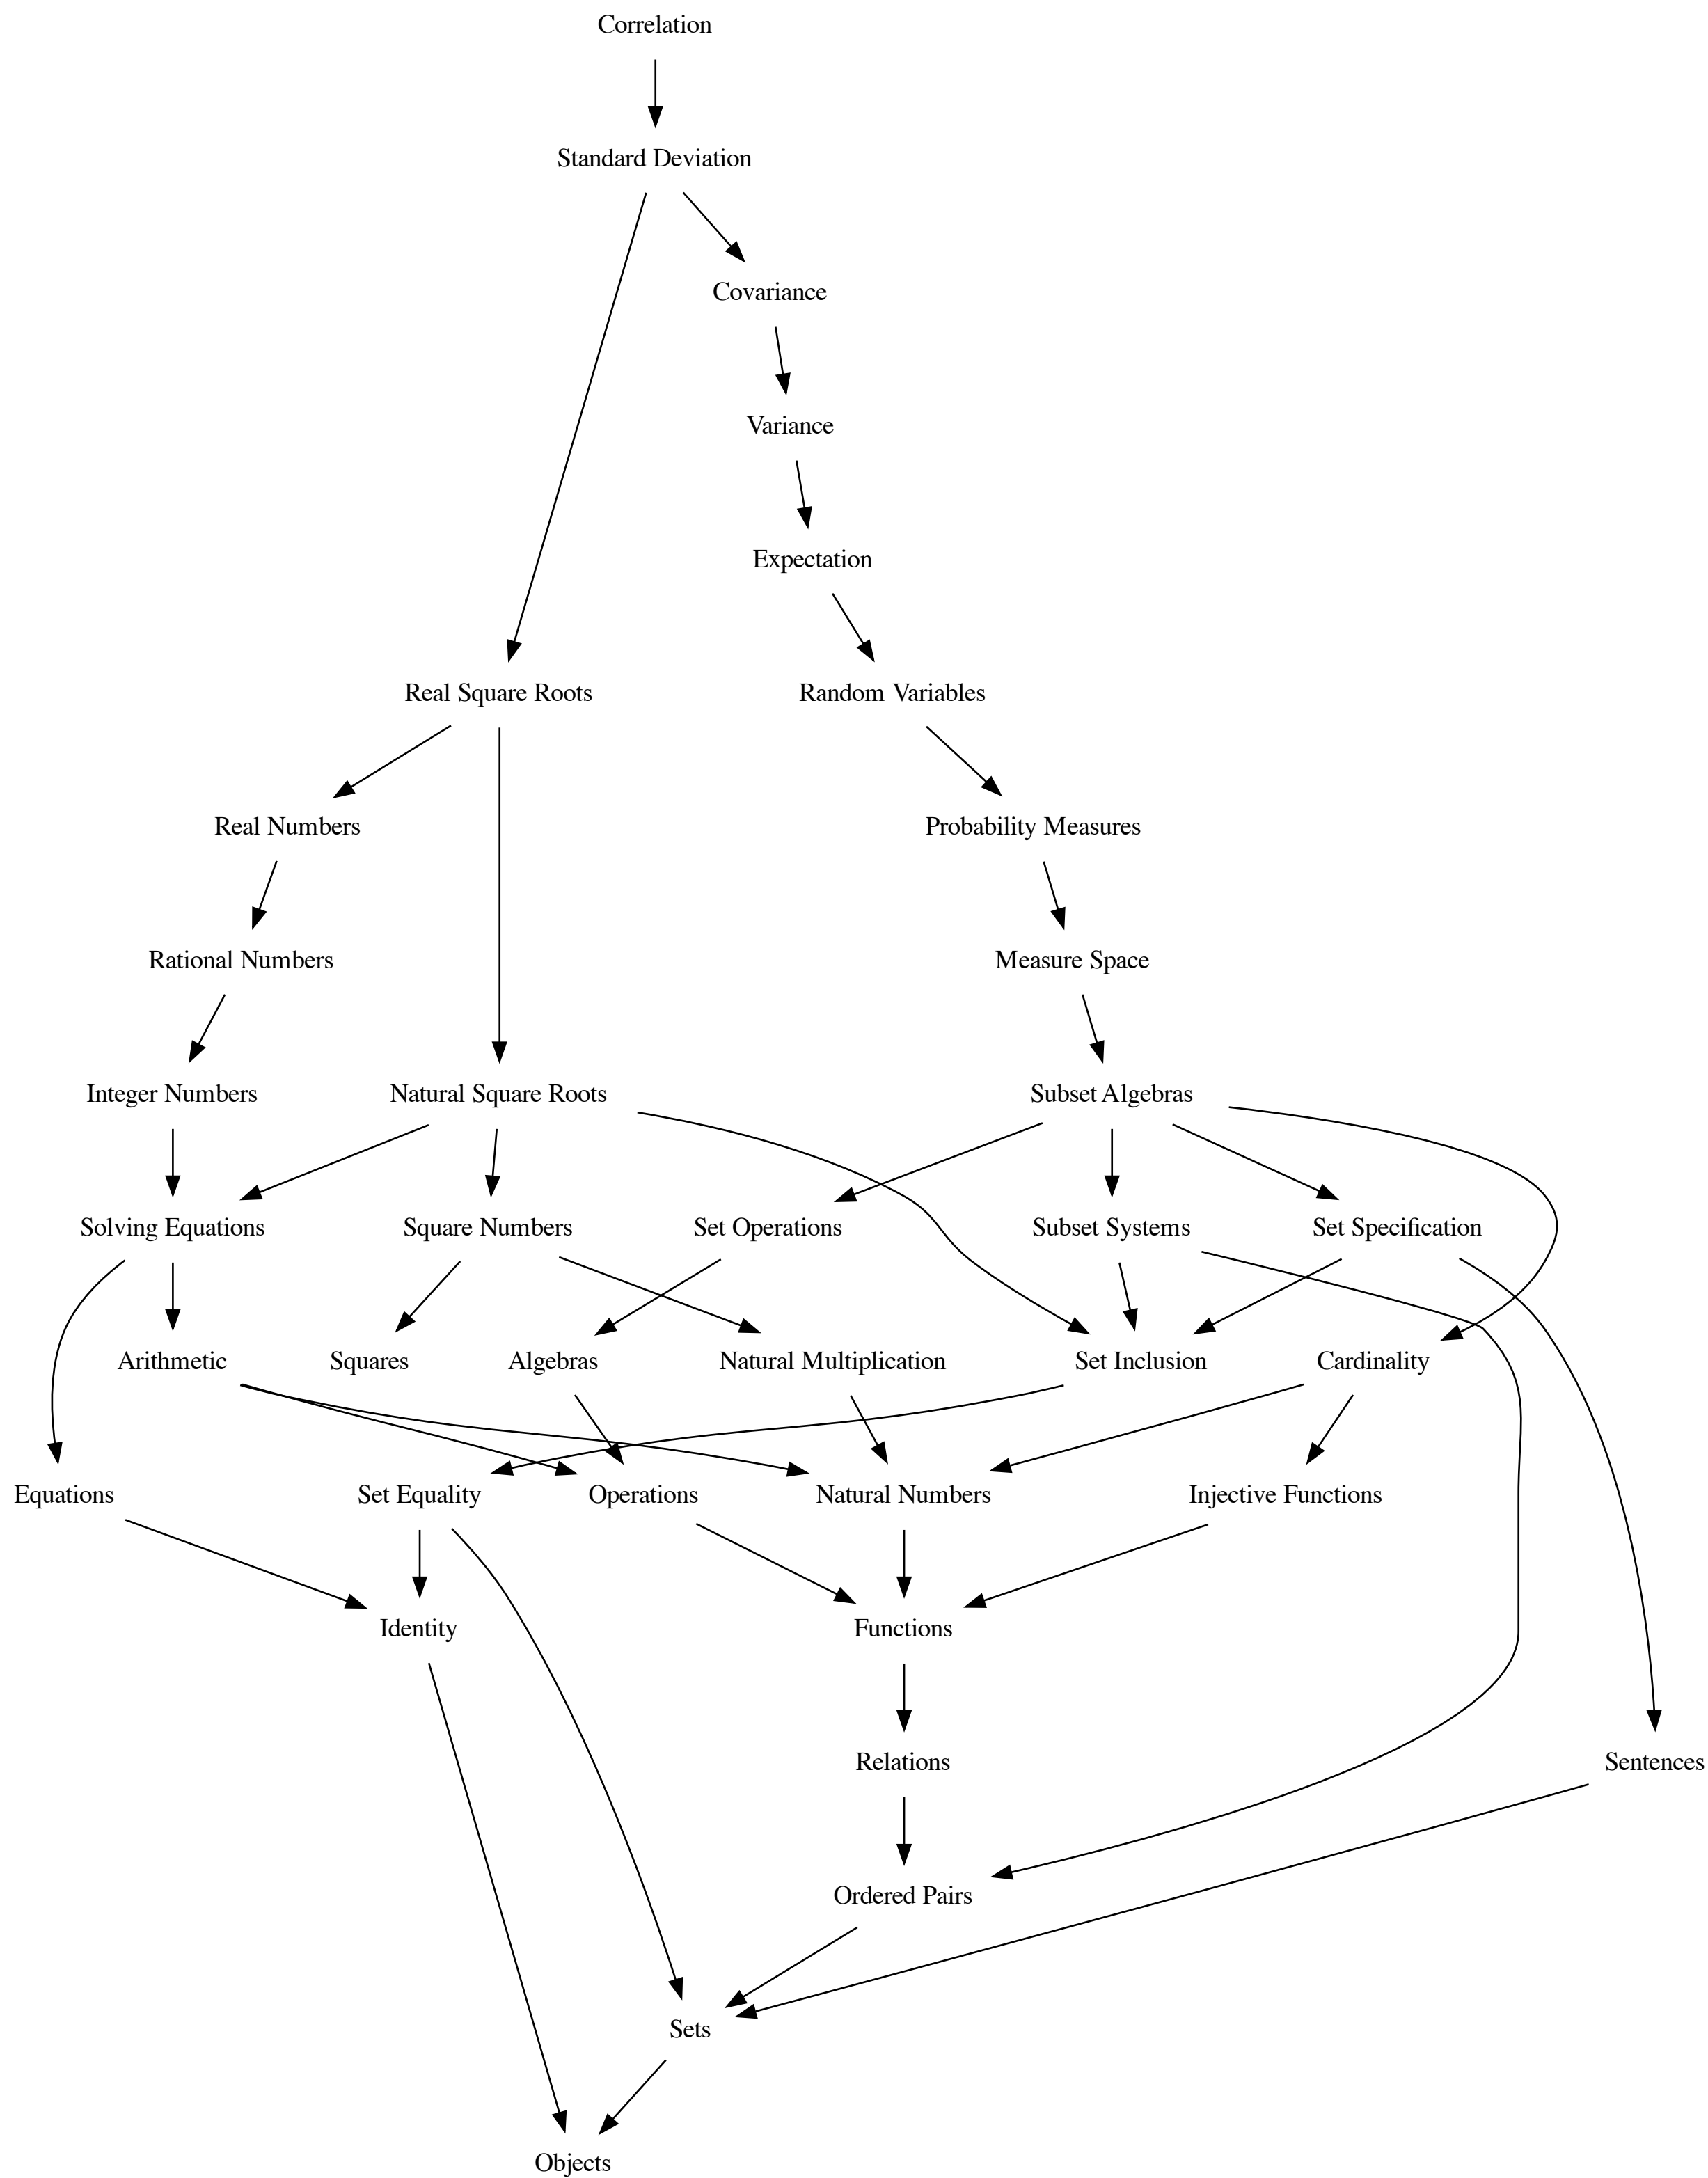 Correlation
Standard Deviation
Covariance
Variance
Expectation
Real Square Roots
Random Variables
Real Numbers
Probability Measures
Rational Numbers
Measure Space
Integer Numbers
Natural Square Roots
Subset Algebras
Solving Equations
Square Numbers
Set Operations
Subset Systems
Set Specification
Arithmetic
Squares
Algebras
Natural Multiplication
Set Inclusion
Cardinality
Equations
Set Equality
Operations
Natural Numbers
Injective Functions
Identity
Functions
Relations
Sentences
Ordered Pairs
Sets
Objects